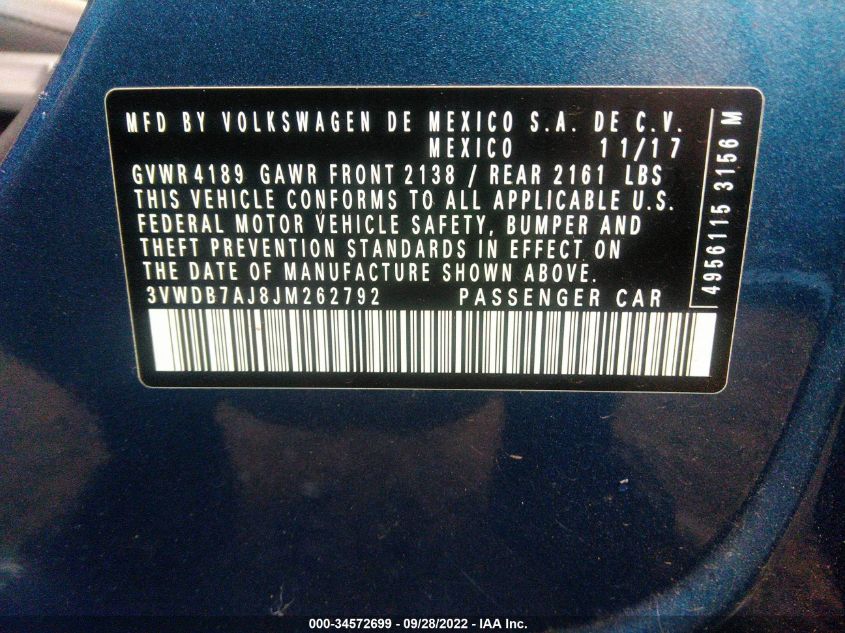 MFD BY VOLKSWAGEN DE MEXICO S.A. DE C.V.
MEXICO 11/17
GVWR 4189 GAWR FRONT 2138 / REAR 2161 LBS
THIS VEHICLE CONFORMS TO ALL APPLICABLE U.S.
FEDERAL MOTOR VEHICLE SAFETY, BUMPER AND
THEFT PREVENTION STANDARDS IN EFFECT ON
THE DATE OF MANUFACTURE SHOWN ABOVE.
3VWDB7AJ8JM262792 PASSENGER CAR
4956115 3156 M
000-34572699 - 09/28/2022 - IAA Inc.